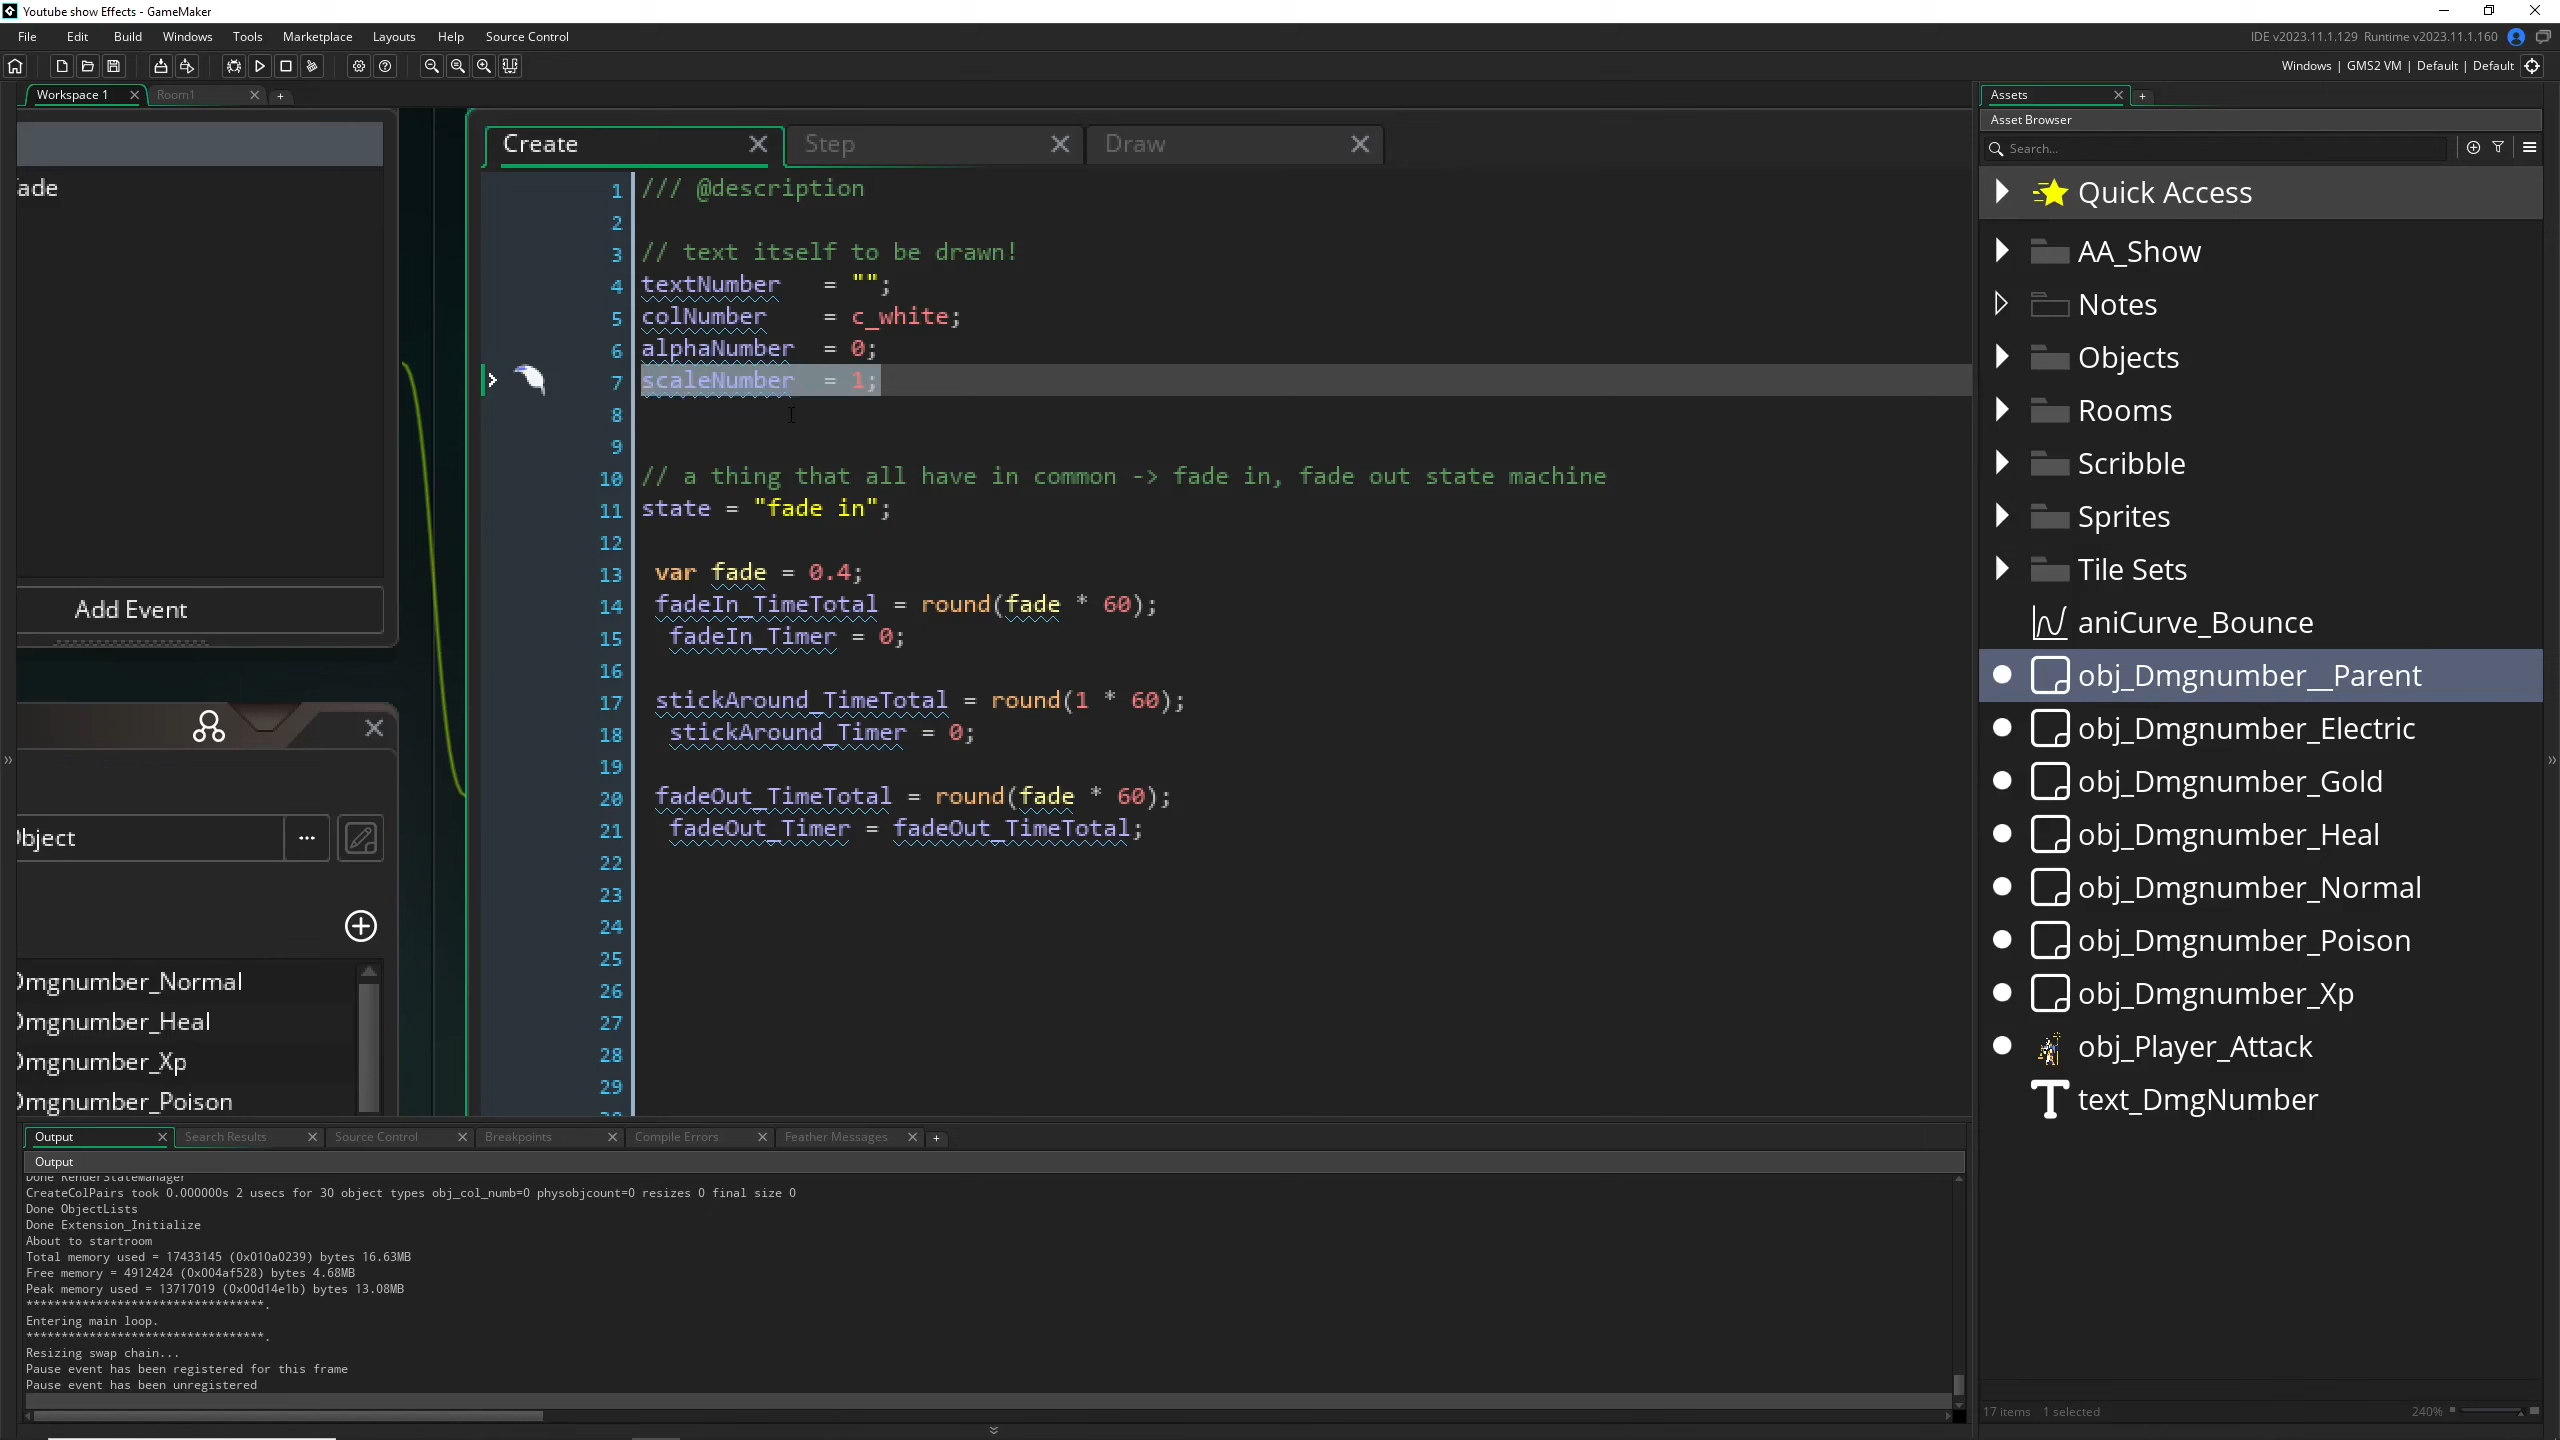 Youtube show Effects - GameMaker
File Edit Build Windows Tools Marketplace Layouts Help Source Control
IDE v2023.11.1.129 Runtime v2023.11.1.160
Windows | GMS2 VM | Default | Default
Workspace 1
Room1
ade
Add Event
Object
Dmgnumber_Normal
Dmgnumber_Heal
Dmgnumber_Xp
Dmgnumber_Poison
Create
Step
Draw
1 /// @description
2
3 // text itself to be drawn!
4 textNumber = "";
5 colNumber = c_white;
6 alphaNumber = 0;
7 scaleNumber = 1;
8
9
10 // a thing that all have in common -> fade in, fade out state machine
11 state = "fade in";
12
13 var fade = 0.4;
14 fadeIn_TimeTotal = round(fade * 60);
15 fadeIn_Timer = 0;
16
17 stickAround_TimeTotal = round(1 * 60);
18 stickAround_Timer = 0;
19
20 fadeOut_TimeTotal = round(fade * 60);
21 fadeOut_Timer = fadeOut_TimeTotal;
22
23
24
25
26
27
28
29
Output
Search Results
Source Control
Breakpoints
Compile Errors
Feather Messages
Output
Done RenderStateManager
CreateColPairs took 0.000000s 2 usecs for 30 object types obj_col_numb=0 physobjcount=0 resizes 0 final size 0
Done ObjectLists
Done Extension_Initialize
About to startroom
Total memory used = 17433145 (0x010a0239) bytes 16.63MB
Free memory = 4912424 (0x004af528) bytes 4.68MB
Peak memory used = 13717019 (0x00d14e1b) bytes 13.08MB
**********************************.
Entering main loop.
**********************************.
Resizing swap chain...
Pause event has been registered for this frame
Pause event has been unregistered
Assets
Asset Browser
Search...
Quick Access
AA_Show
Notes
Objects
Rooms
Scribble
Sprites
Tile Sets
aniCurve_Bounce
obj_Dmgnumber__Parent
obj_Dmgnumber_Electric
obj_Dmgnumber_Gold
obj_Dmgnumber_Heal
obj_Dmgnumber_Normal
obj_Dmgnumber_Poison
obj_Dmgnumber_Xp
obj_Player_Attack
text_DmgNumber
17 items 1 selected
240%